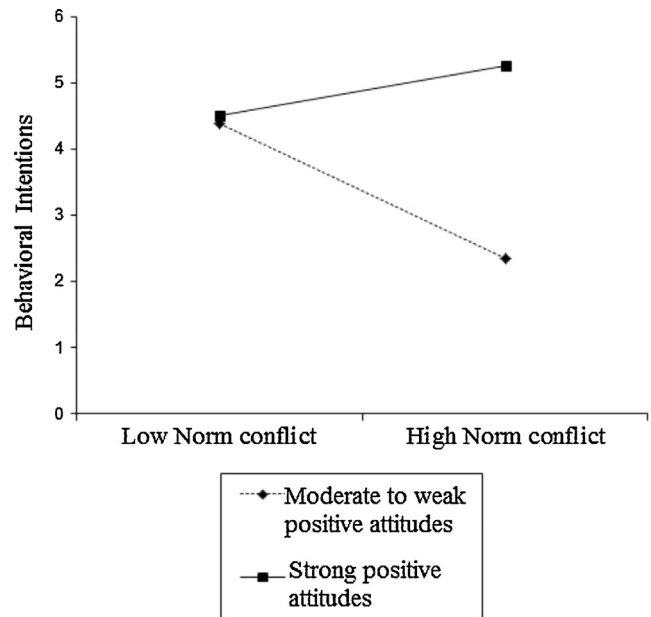 6
5
4
3
2
1
0
Behavioral Intentions
Low Norm conflict
High Norm conflict
Moderate to weak
positive attitudes
Strong positive
attitudes